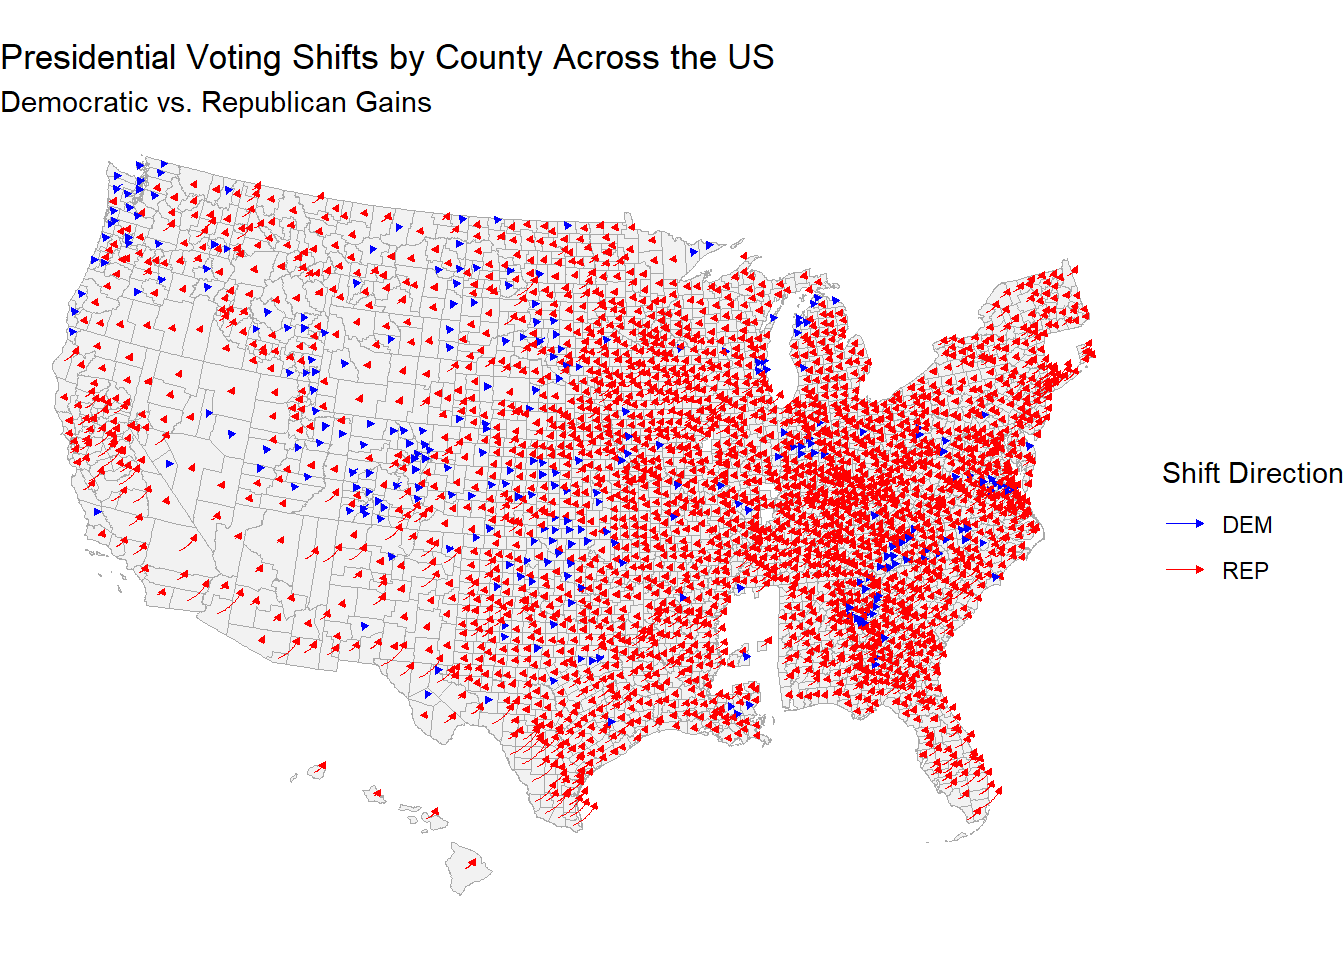 Presidential Voting Shifts by County Across the US
Democratic vs. Republican Gains
Shift Direction
DEM
REP